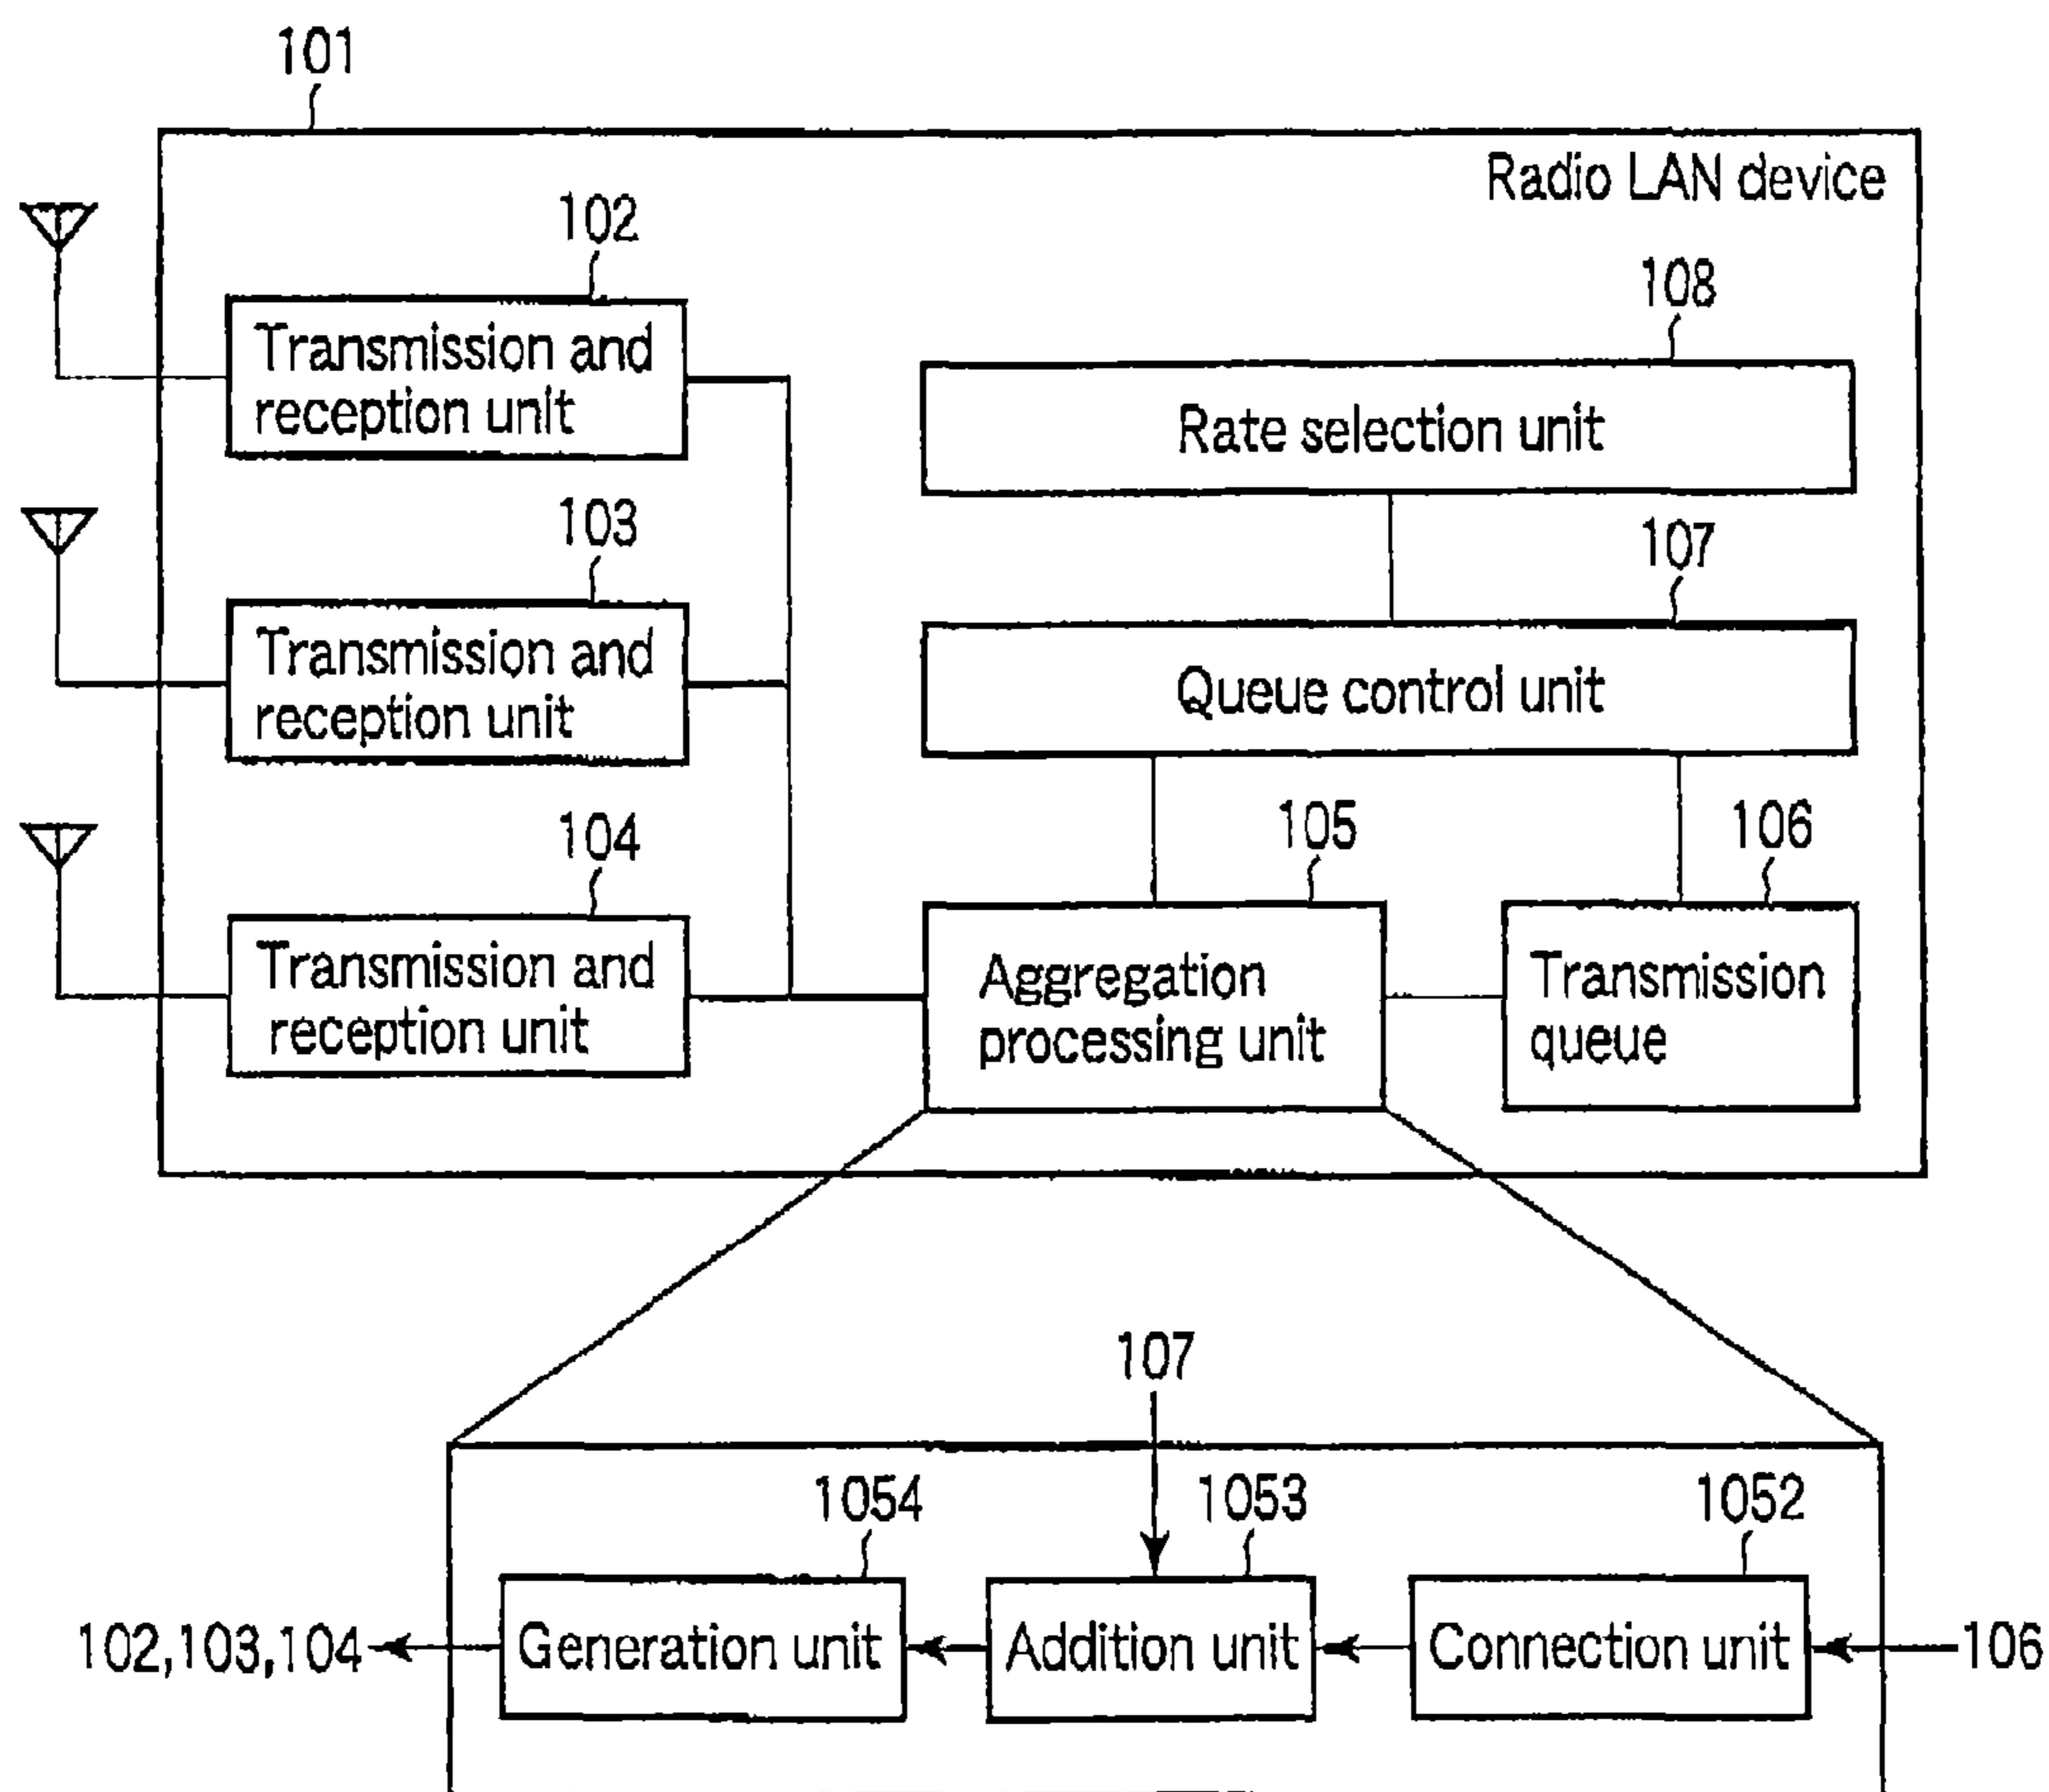 101
Radio LAN device
102
Transmission and
reception unit
108
Rate selection unit
103
Transmission and
reception unit
107
Queue control unit
104
Transmission and
reception unit
105
Aggregation
processing unit
106
Transmission
queue
107
1054
1053
1052
102,103,104
Generation unit
Addition unit
Connection unit
106